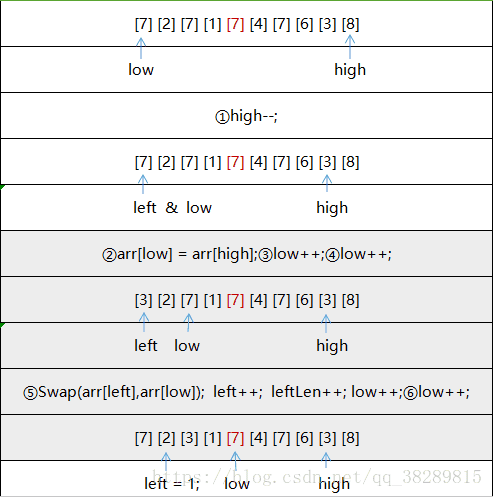 [7] [2] [7] [1] [7] [4] [7] [6] [3] [8]
low high
①high--;
[7] [2] [7] [1] [7] [4] [7] [6] [3] [8]
left & low high
②arr[low] = arr[high];③low++;④low++;
[3] [2] [7] [1] [7] [4] [7] [6] [3] [8]
left low high
⑤Swap(arr[left],arr[low]); left++; leftLen++; low++;⑥low++;
[7] [2] [3] [1] [7] [4] [7] [6] [3] [8]
left = 1; low high
https://blog.csdn.net/qq_38289815